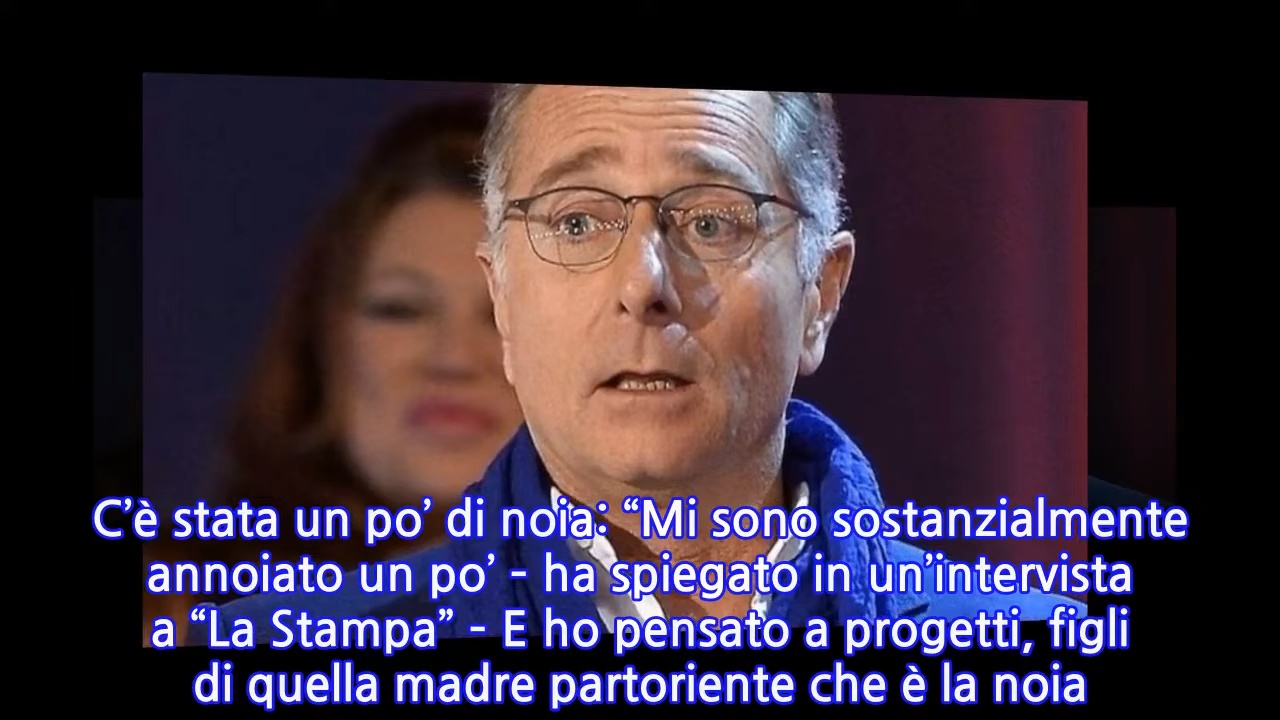 C’è stata un po’ di noia: “Mi sono sostanzialmente
annoiato un po’ - ha spiegato in un’intervista
a “La Stampa” - E ho pensato a progetti, figli
di quella madre partoriente che è la noia